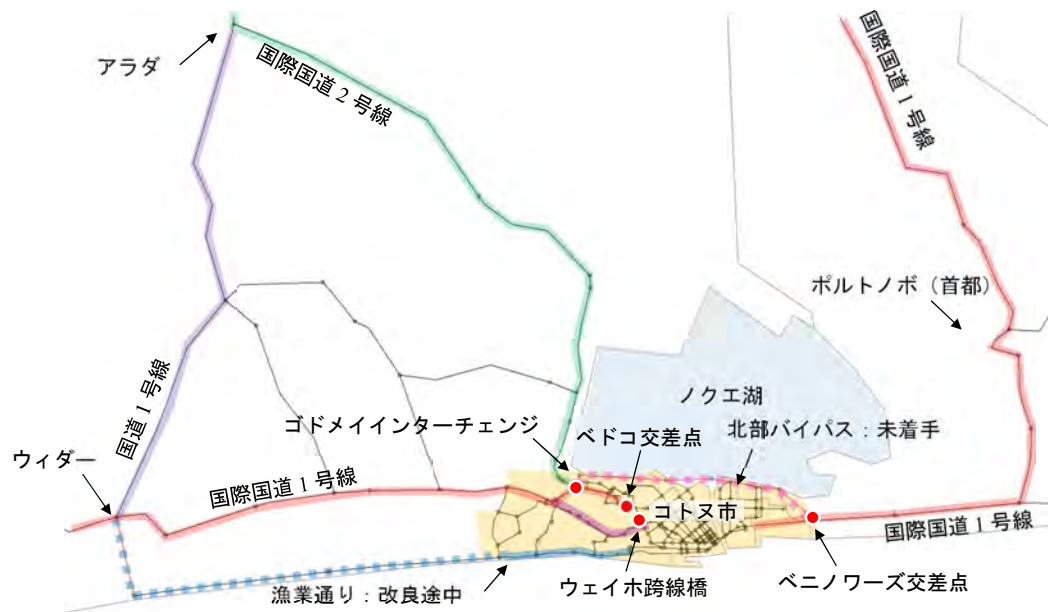 アラダ
国際国道2号線
国際国道1号線
ポルトノボ（首都）
ノクエ湖
ゴドメイインターチェンジ
ベドコ交差点
北部バイパス：未着手
国道1号線
ウィダー
国際国道1号線
コトヌ市
国際国道1号線
漁業通り：改良途中
ウェイホ跨線橋
ベニノワーズ交差点